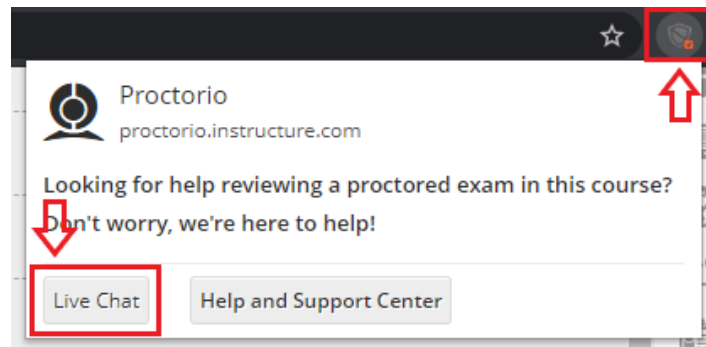 Proctorio
proctorio.instructure.com
Looking for help reviewing a proctored exam in this course?
Don't worry, we're here to help!
Live Chat
Help and Support Center